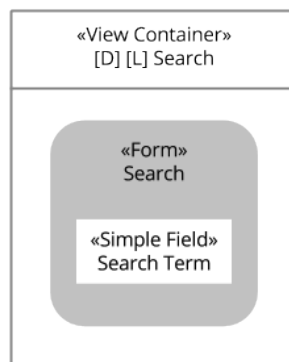 «View Container»
[D] [L] Search
«Form»
Search
«Simple Field»
Search Term